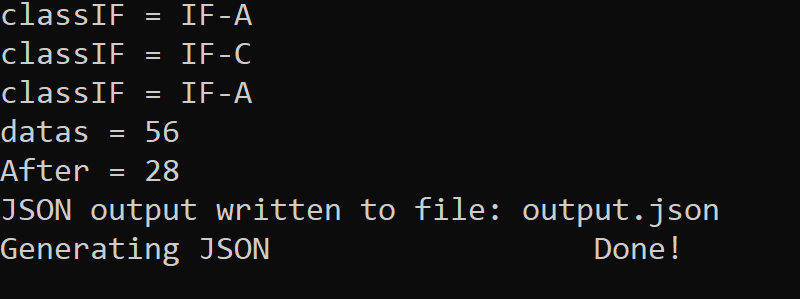 classIF = IF-A
classIF = IF-C
classIF = IF-A
datas = 56
After = 28
JSON output written to file: output.json
Generating JSON                  Done!